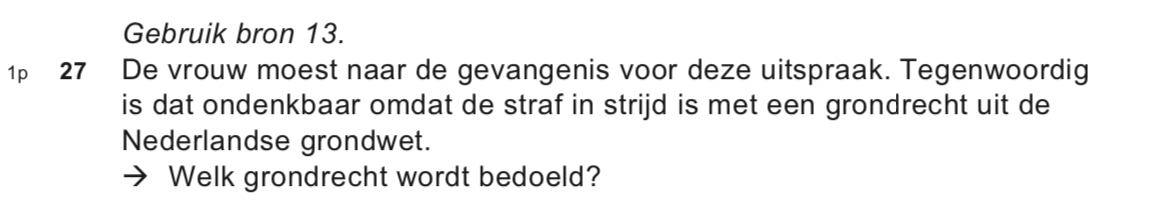 Gebruik bron 13.
1p 27 De vrouw moest naar de gevangenis voor deze uitspraak. Tegenwoordig
is dat ondenkbaar omdat de straf in strijd is met een grondrecht uit de
Nederlandse grondwet.
→ Welk grondrecht wordt bedoeld?